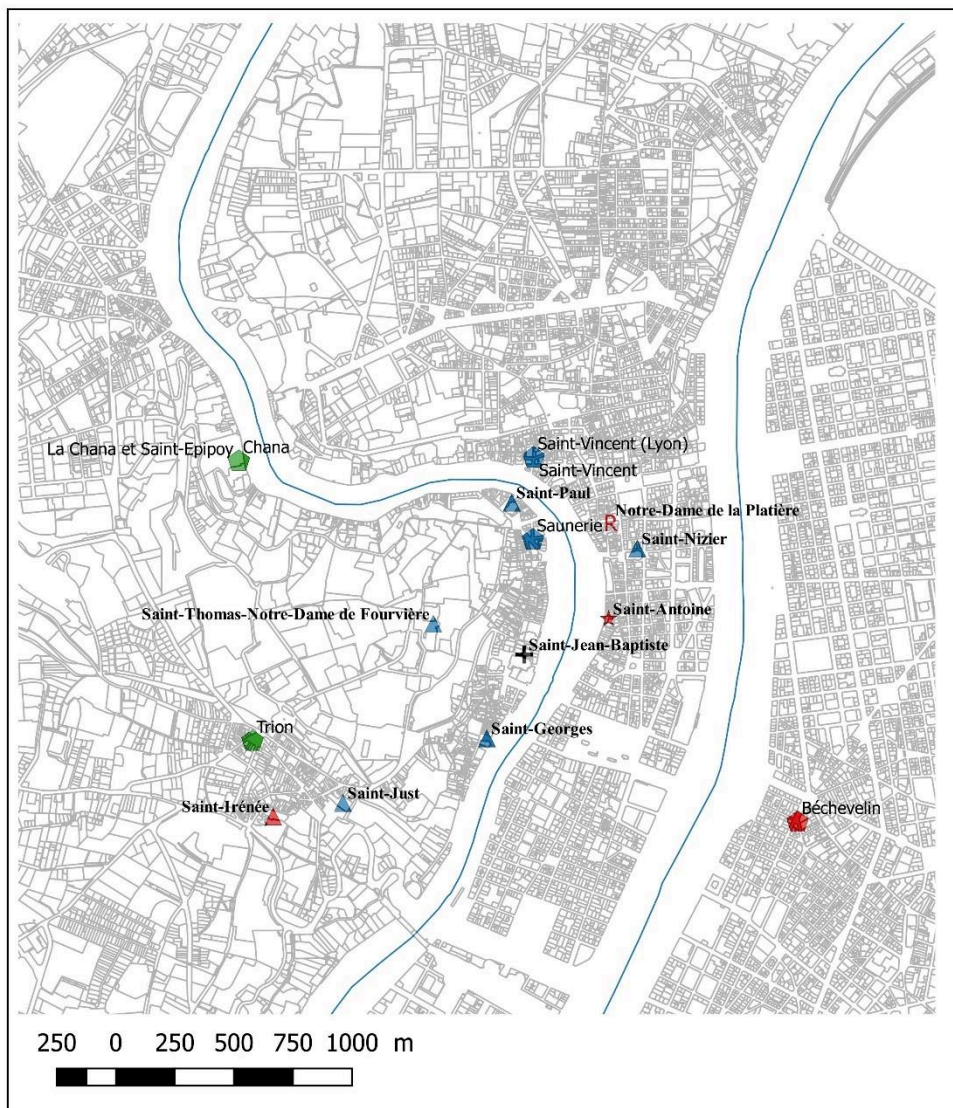 La Chana et Saint-Epipoy Chana
Saint-Vincent (Lyon)
Saint-Vincent
Saint-Paul
Notre-Dame de la Platière
Saunerie R
Saint-Nizier
Saint-Thomas-Notre-Dame de Fourvière
Saint-Antoine
Saint-Jean-Baptiste
Trion
Saint-Georges
Saint-Just
Saint-Irénée
Béchevelin
250 0 250 500 750 1000 m